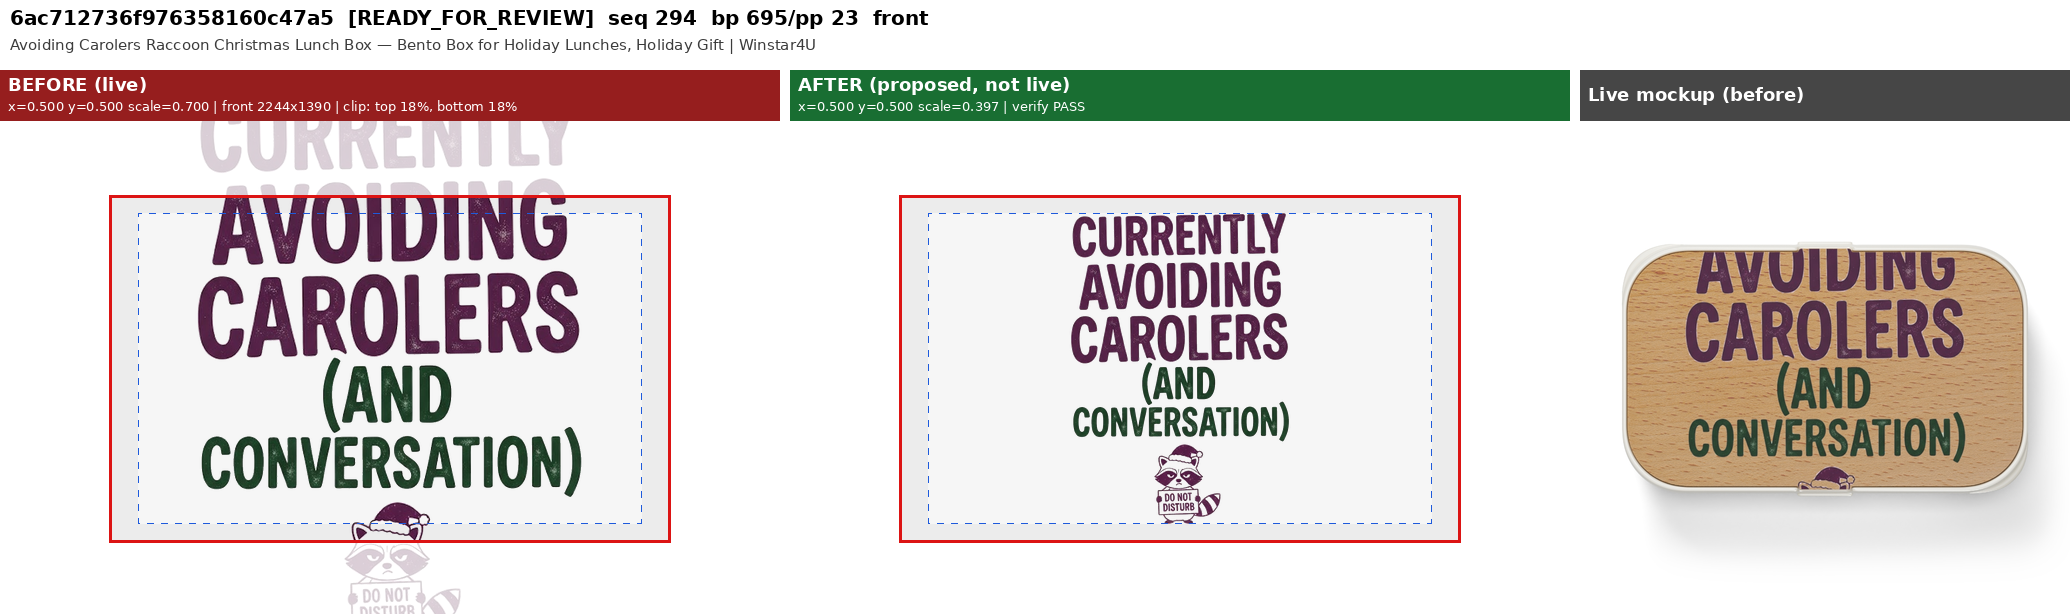 6ac712736f976358160c47a5 [READY_FOR_REVIEW] seq 294 bp 695/pp 23 front
Avoiding Carolers Raccoon Christmas Lunch Box — Bento Box for Holiday Lunches, Holiday Gift | Winstar4U
BEFORE (live)
x=0.500 y=0.500 scale=0.700 | front 2244x1390 | clip: top 18%, bottom 18%
CURRENTLY
AVOIDING
CAROLERS
(AND
CONVERSATION)
DO NOT
DISTURB
AFTER (proposed, not live)
x=0.500 y=0.500 scale=0.397 | verify PASS
CURRENTLY
AVOIDING
CAROLERS
(AND
CONVERSATION)
DO NOT
DISTURB
Live mockup (before)
AVOIDING
CAROLERS
(AND
CONVERSATION)